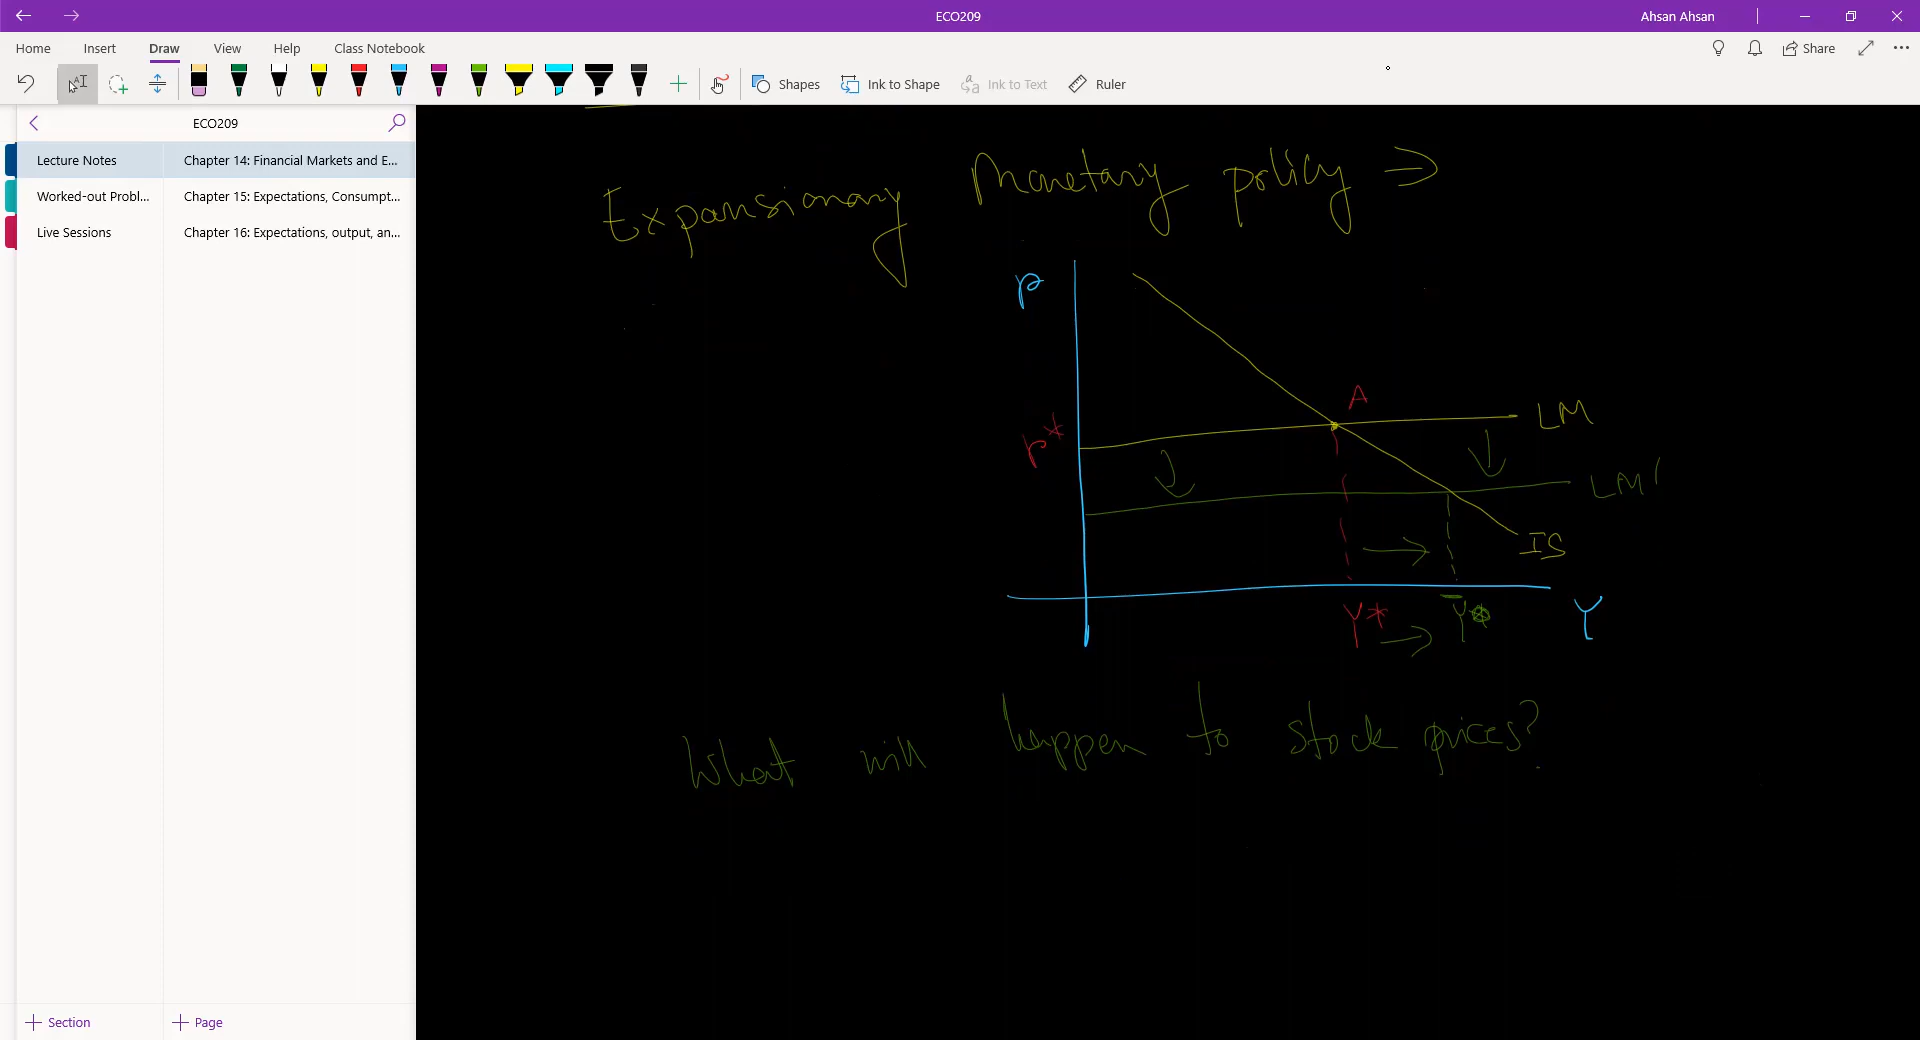 ECO209
Ahsan Ahsan
Home Insert Draw View Help Class Notebook
Share
Shapes Ink to Shape Ink to Text Ruler
ECO209
Lecture Notes
Worked-out Probl...
Live Sessions
Chapter 14: Financial Markets and E...
Chapter 15: Expectations, Consumpt...
Chapter 16: Expectations, output, an...
Expansionary Monetary policy ⇒
A
LM
LM'
IS
Y* → Y
Y
What will happen to stock prices?
+ Section
+ Page